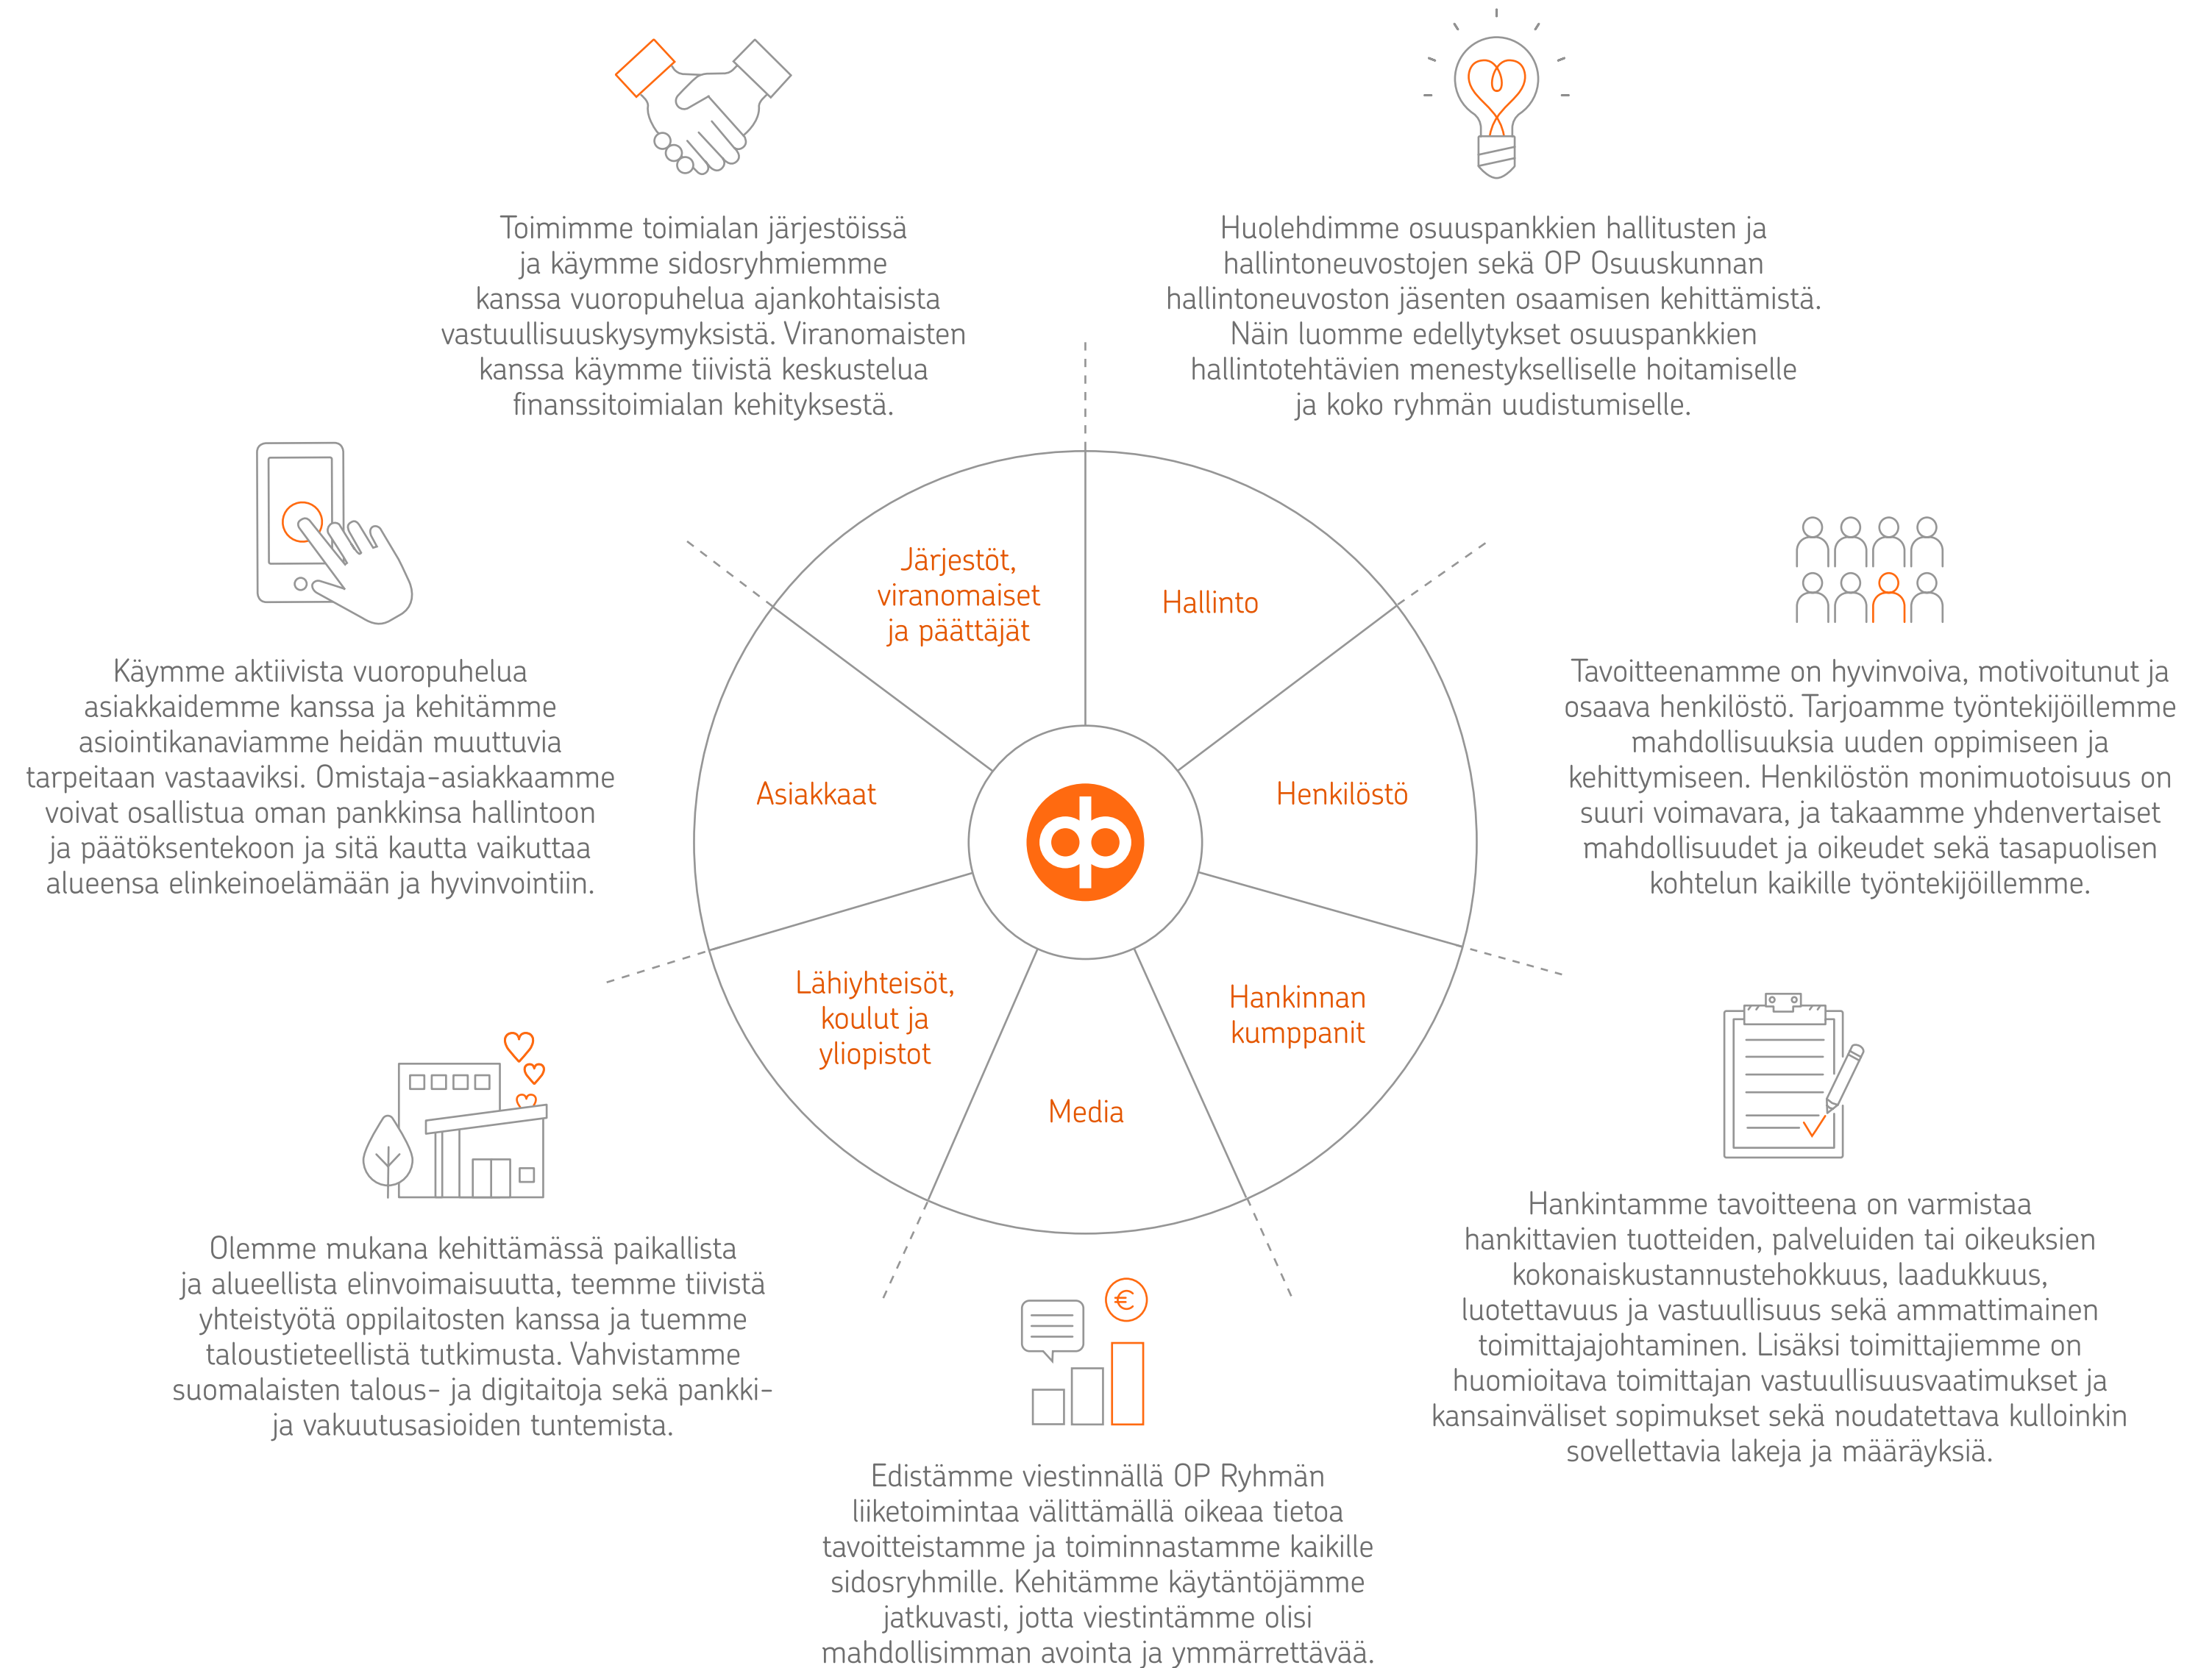 Toimimme toimialan järjestöissä
ja käymme sidosryhmiemme
kanssa vuoropuhelua ajankohtaisista
vastuullisuuskysymyksistä. Viranomaisten
kanssa käymme tiivistä keskustelua
finanssitoimialan kehityksestä.
Huolehdimme osuuspankkien hallitusten ja
hallintoneuvostojen sekä OP Osuuskunnan
hallintoneuvoston jäsenten osaamisen kehittämistä.
Näin luomme edellytykset osuuspankkien
hallintotehtävien menestykselliselle hoitamiselle
ja koko ryhmän uudistumiselle.
Järjestöt,
viranomaiset
ja päättäjät
Hallinto
Käymme aktiivista vuoropuhelua
asiakkaidemme kanssa ja kehitämme
asiointikanaviamme heidän muuttuvia
tarpeitaan vastaaviksi. Omistaja-asiakkaamme
voivat osallistua oman pankkinsa hallintoon
ja päätöksentekoon ja sitä kautta vaikuttaa
alueensa elinkeinoelämään ja hyvinvointiin.
Asiakkaat
op
Henkilöstö
Tavoitteenamme on hyvinvoiva, motivoitunut ja
osaava henkilöstö. Tarjoamme työntekijöillemme
mahdollisuuksia uuden oppimiseen ja
kehittymiseen. Henkilöstön monimuotoisuus on
suuri voimavara, ja takaamme yhdenvertaiset
mahdollisuudet ja oikeudet sekä tasapuolisen
kohtelun kaikille työntekijöillemme.
Lähiyhteisöt,
koulut ja
yliopistot
Hankinnan
kumppanit
Media
Olemme mukana kehittämässä paikallista
ja alueellista elinvoimaisuutta, teemme tiivistä
yhteistyötä oppilaitosten kanssa ja tuemme
taloustieteellistä tutkimusta. Vahvistamme
suomalaisten talous- ja digitaitoja sekä pankki-
ja vakuutusasioiden tuntemista.
Hankintamme tavoitteena on varmistaa
hankittavien tuotteiden, palveluiden tai oikeuksien
kokonaiskustannustehokkuus, laadukkuus,
luotettavuus ja vastuullisuus sekä ammattimainen
toimittajajohtaminen. Lisäksi toimittajiemme on
huomioitava toimittajan vastuullisuusvaatimukset ja
kansainväliset sopimukset sekä noudatettava kulloinkin
sovellettavia lakeja ja määräyksiä.
€
Edistämme viestinnällä OP Ryhmän
liiketoimintaa välittämällä oikeaa tietoa
tavoitteistamme ja toiminnastamme kaikille
sidosryhmille. Kehitämme käytäntöjämme
jatkuvasti, jotta viestintämme olisi
mahdollisimman avointa ja ymmärrettävää.